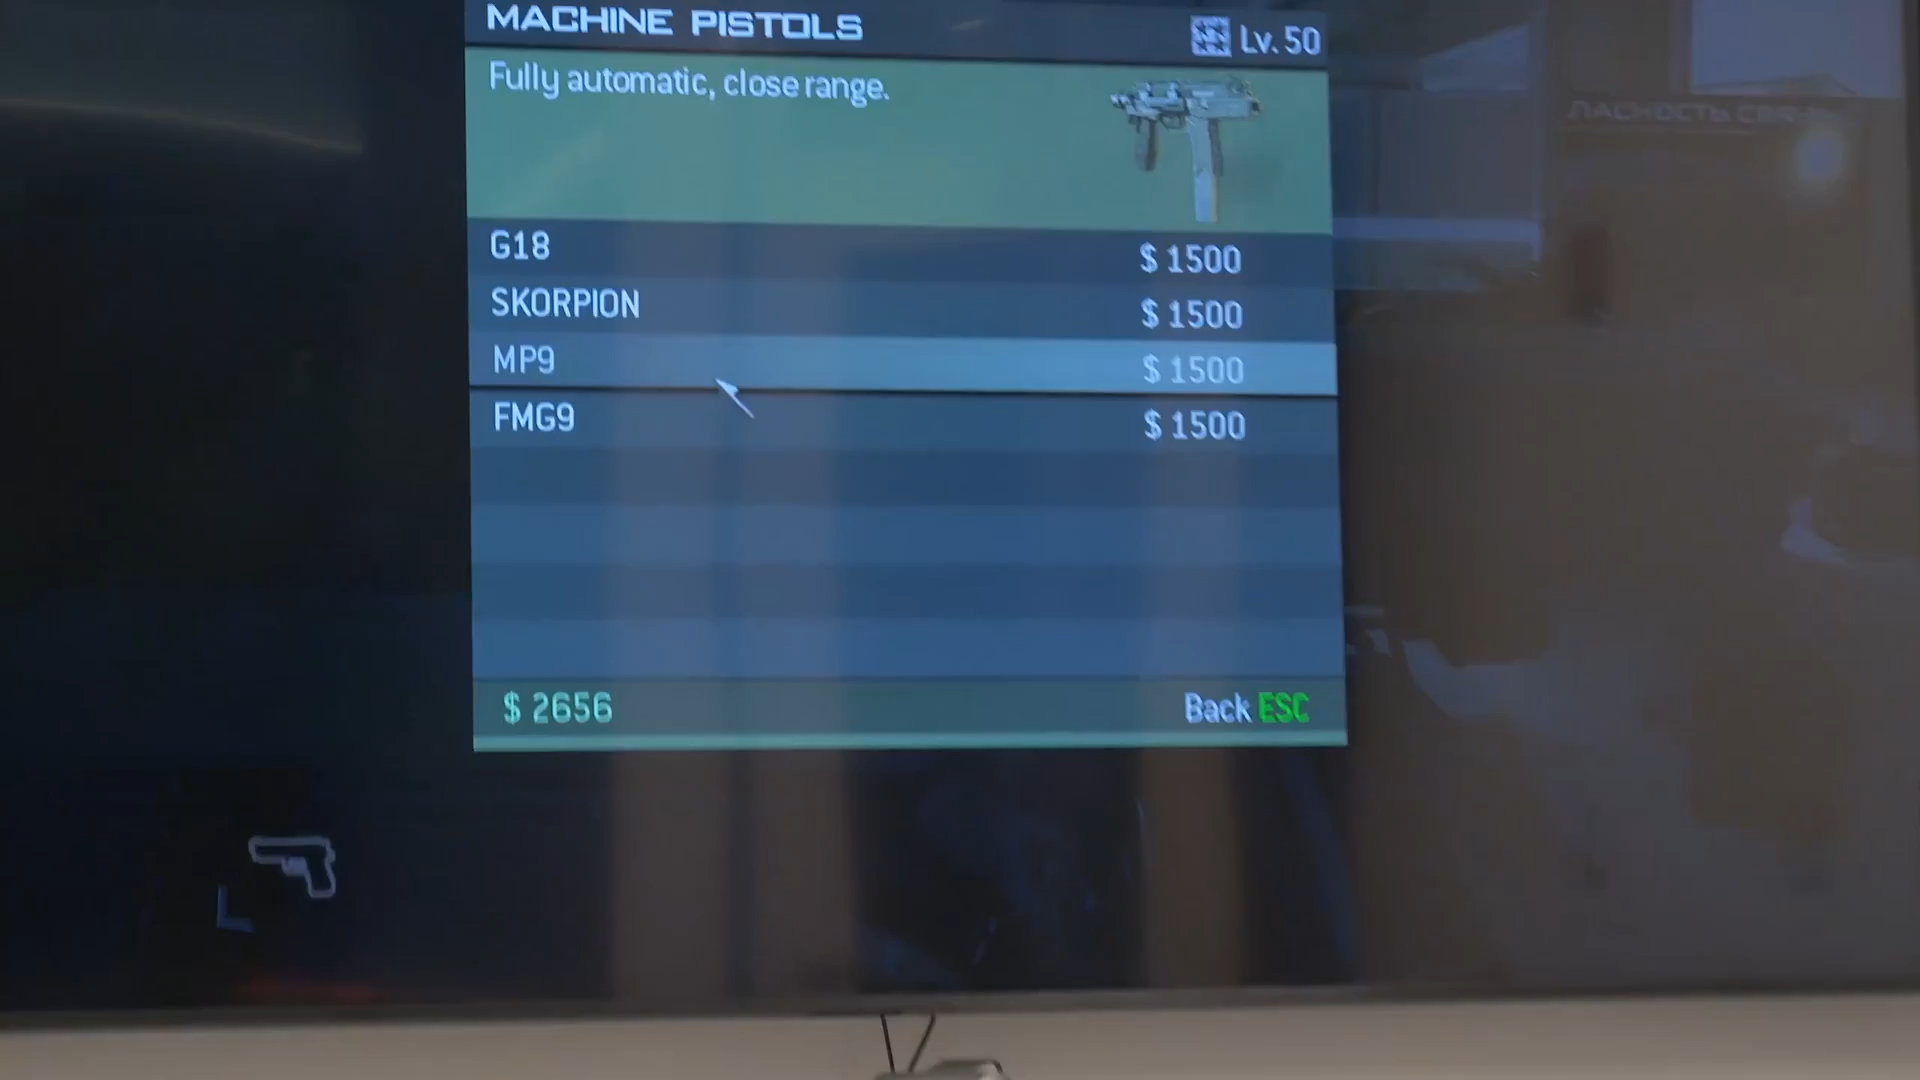 MACHINE PISTOLS
Lv. 50
Fully automatic, close range.
G18 $ 1500
SKORPION $ 1500
MP9 $ 1500
FMG9 $ 1500
$ 2656 Back ESC